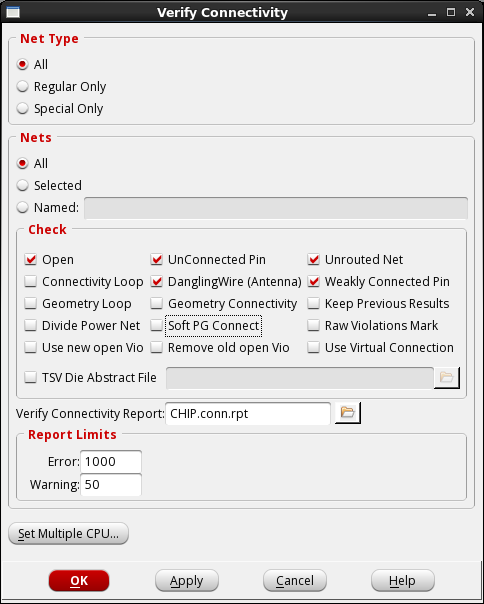 Verify Connectivity
Net Type
All
Regular Only
Special Only
Nets
All
Selected
Named:
Check
Open UnConnected Pin Unrouted Net
Connectivity Loop DanglingWire (Antenna) Weakly Connected Pin
Geometry Loop Geometry Connectivity Keep Previous Results
Divide Power Net Soft PG Connect Raw Violations Mark
Use new open Vio Remove old open Vio Use Virtual Connection
TSV Die Abstract File
Verify Connectivity Report: CHIP.conn.rpt
Report Limits
Error: 1000
Warning: 50
Set Multiple CPU...
OK Apply Cancel Help